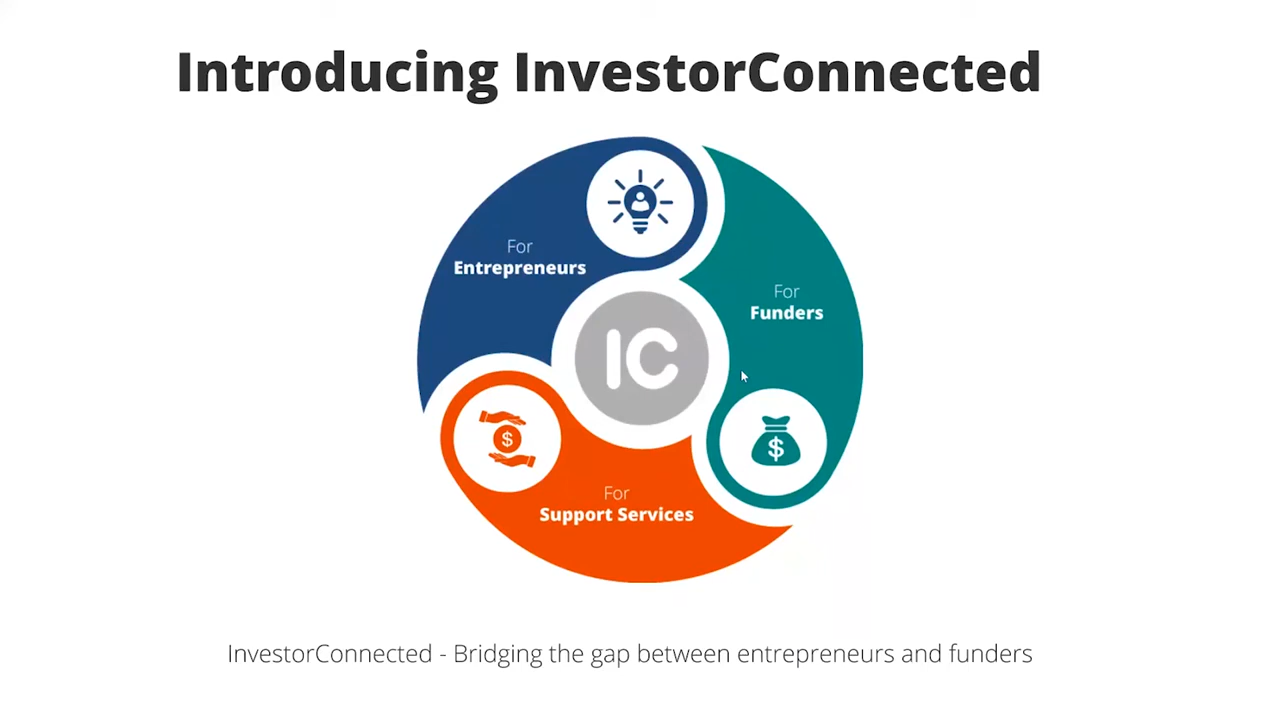 Introducing InvestorConnected
For
Entrepreneurs
For
Funders
IC
$
$
For
Support Services
InvestorConnected - Bridging the gap between entrepreneurs and funders